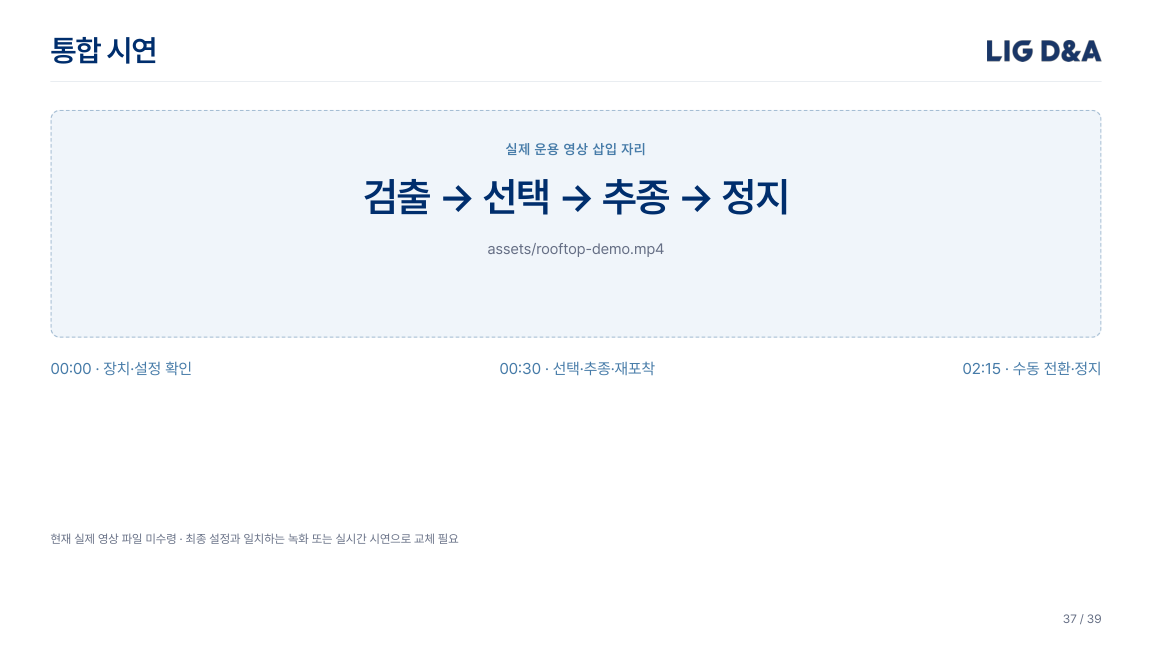 통합 시연
LIG D&A
실제 운용 영상 삽입 자리
검출 → 선택 → 추종 → 정지
assets/rooftop-demo.mp4
00:00 · 장치·설정 확인
00:30 · 선택·추종·재포착
02:15 · 수동 전환·정지
현재 실제 영상 파일 미수령 · 최종 설정과 일치하는 녹화 또는 실시간 시연으로 교체 필요
37 / 39